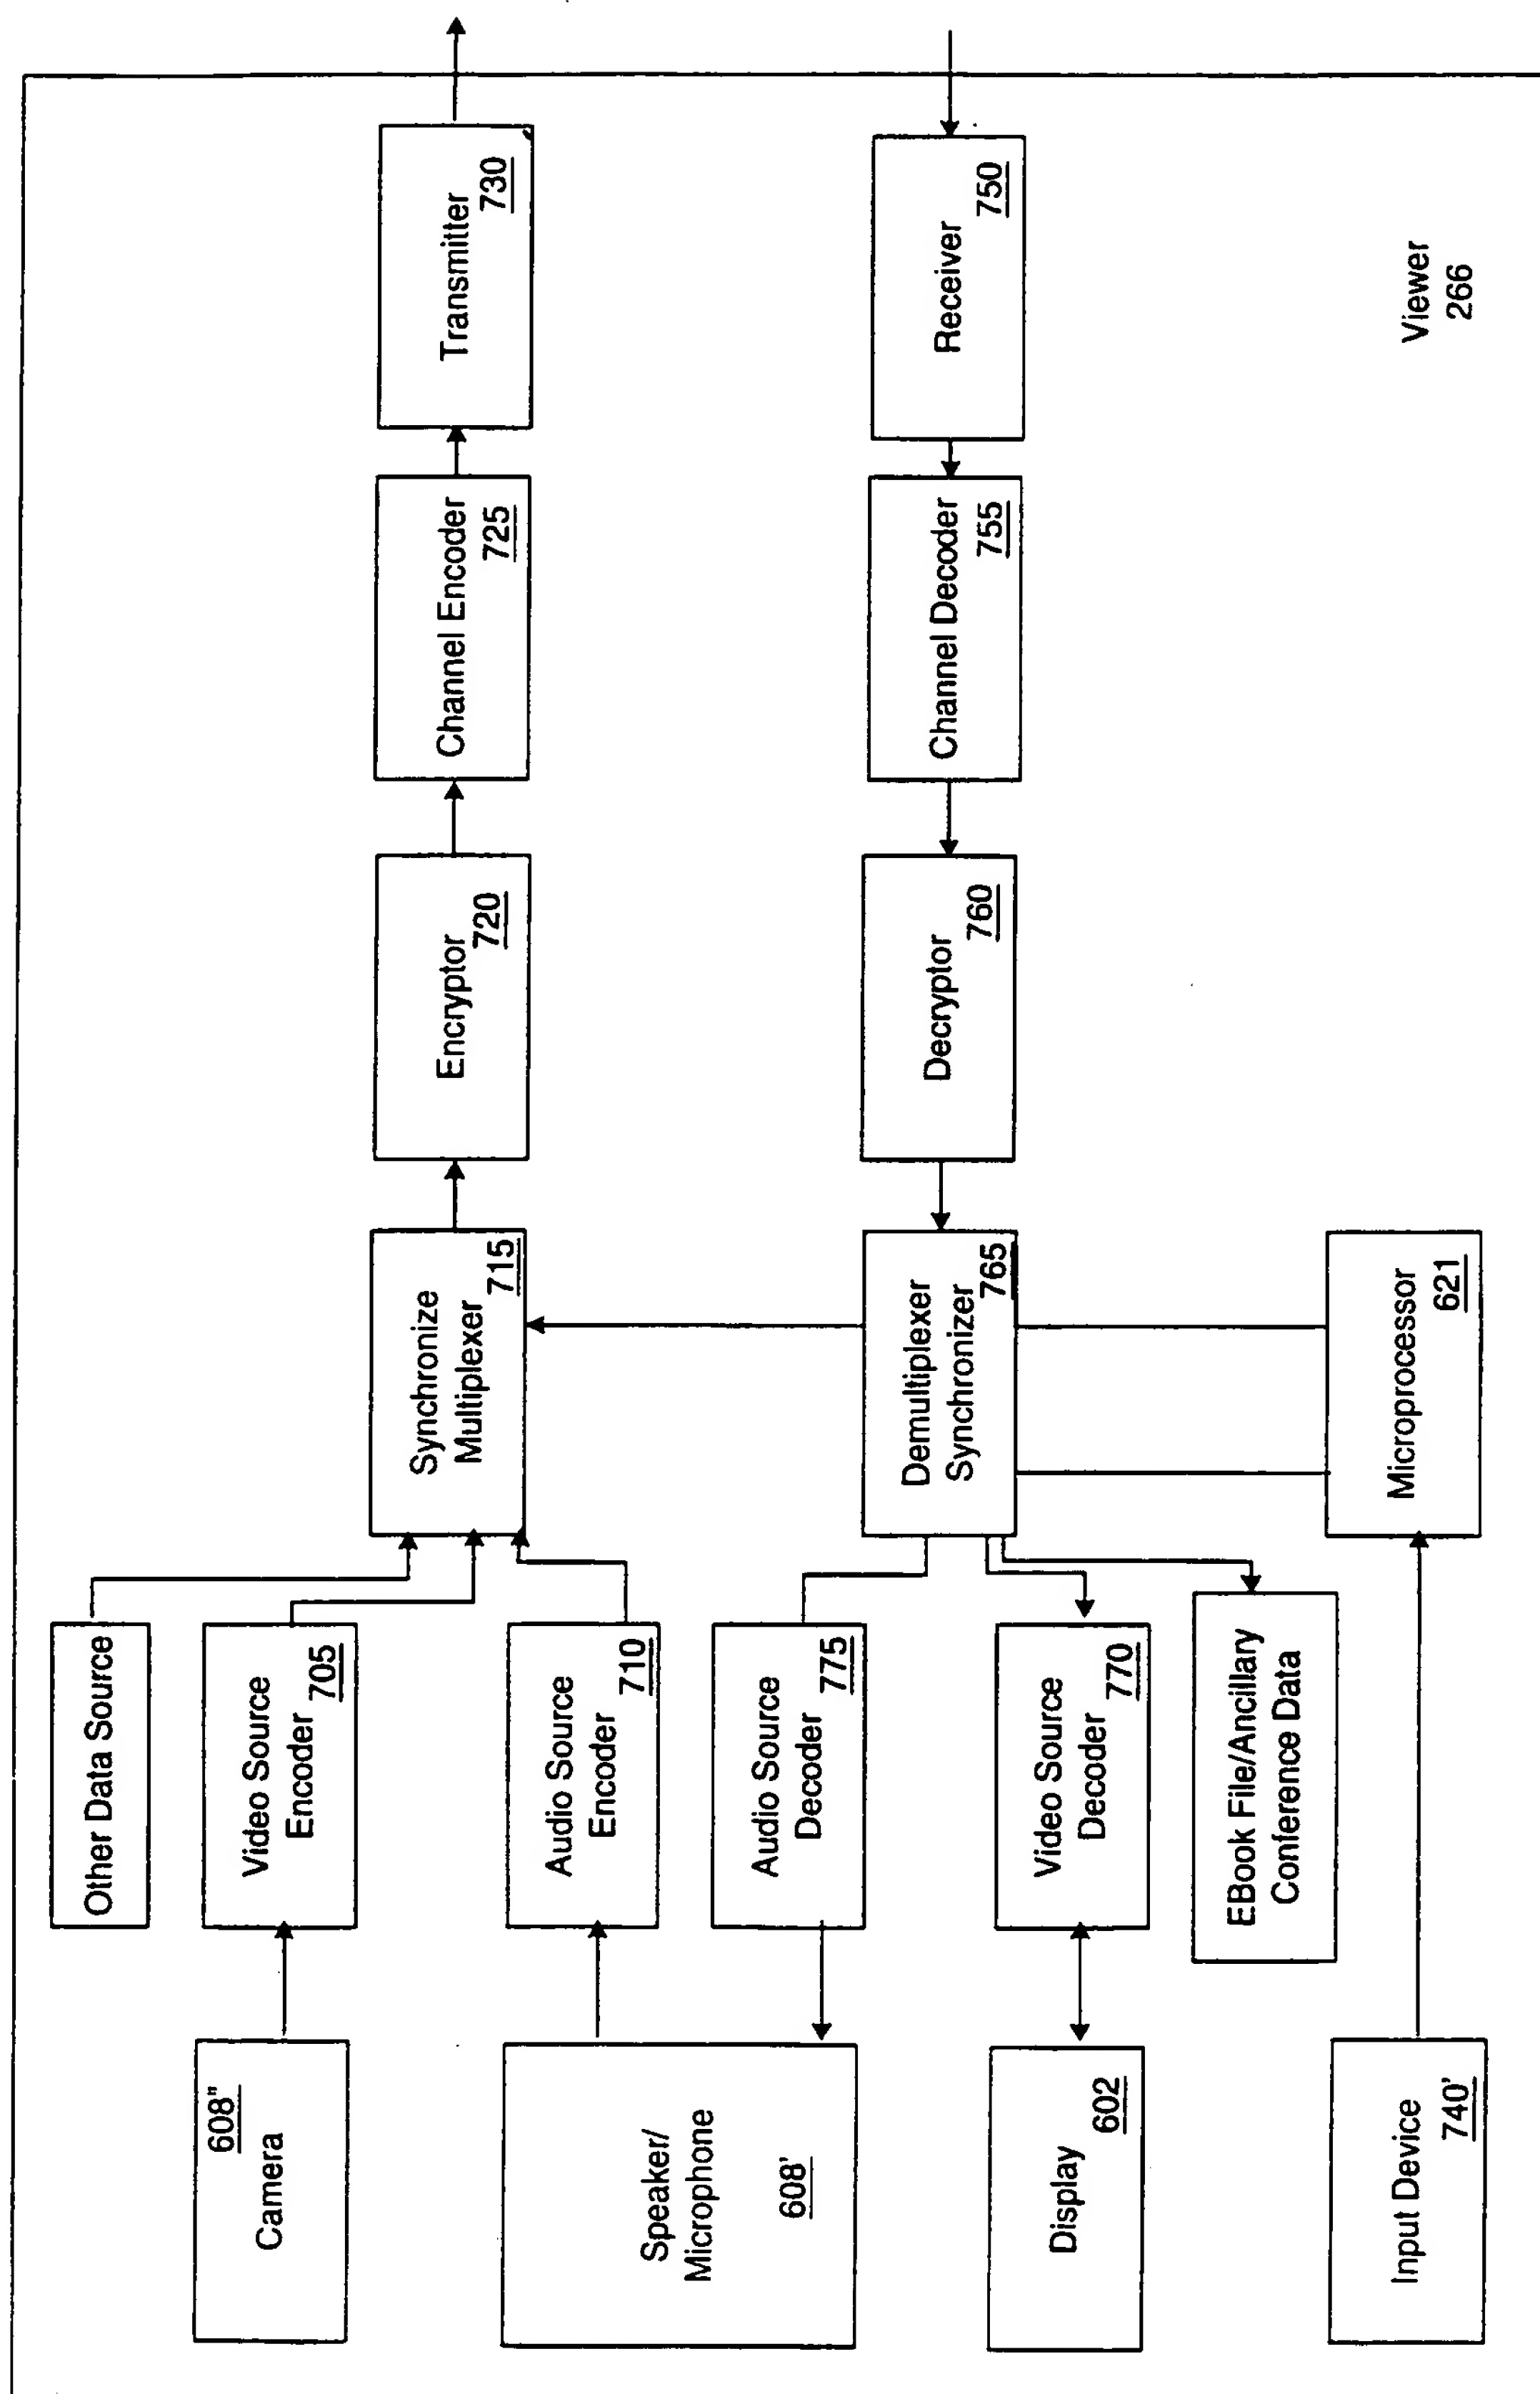 Other Data Source
Camera
608"
Video Source
Encoder
705
Synchronize
Multiplexer
715
Encryptor
720
Channel Encoder
725
Transmitter
730
Speaker/
Microphone
608'
Audio Source
Encoder
710
Audio Source
Decoder
775
Demultiplexer
Synchronizer
765
Decryptor
760
Channel Decoder
755
Receiver
750
Display
602
Video Source
Decoder
770
EBook File/Ancillary
Conference Data
Input Device
740'
Microprocessor
621
Viewer
266